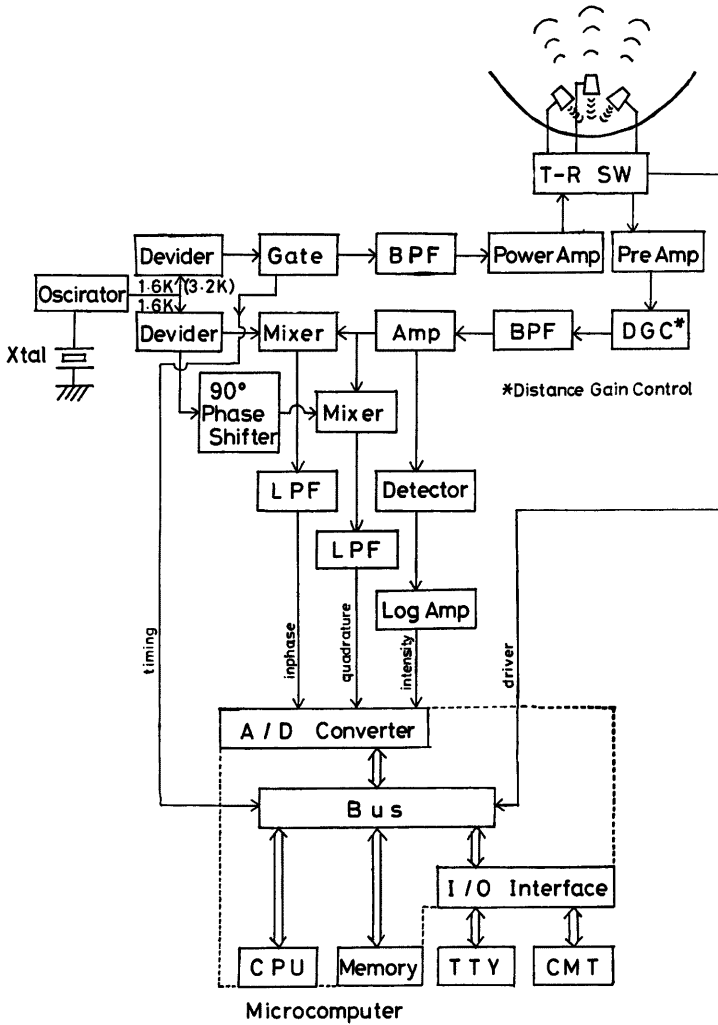 T-R SW
Devider
Gate
BPF
Power Amp
Pre Amp
Oscirator
1.6K (3.2K)
1.6K
Devider
Mixer
Amp
BPF
DGC*
Xtal
*Distance Gain Control
90°
Phase
Shifter
Mixer
LPF
Detector
LPF
Log Amp
timing
inphase
quadrature
intensity
driver
A/D Converter
Bus
I/O Interface
CPU
Memory
TTY
CMT
Microcomputer